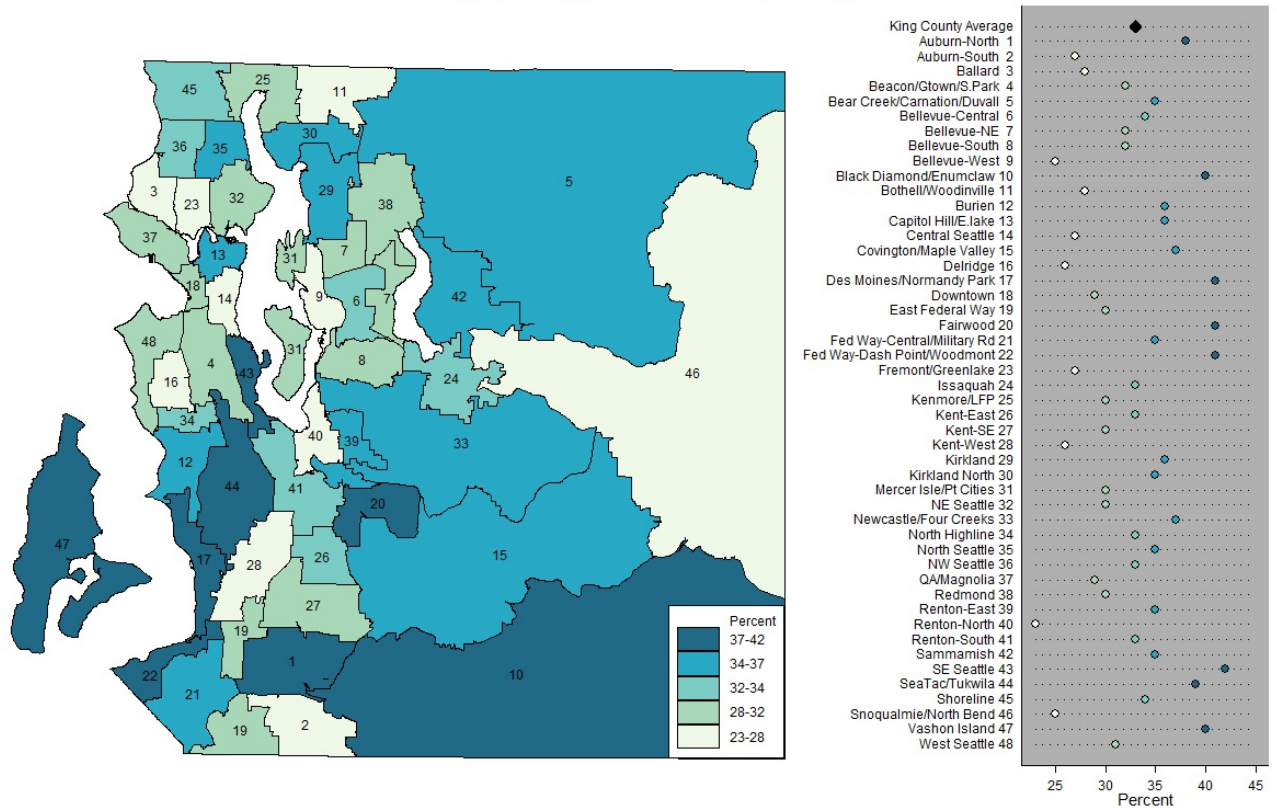 45
25
11
30
36
35
5
29
3
23
32
38
37
13
31
7
18
14
9
6
7
42
48
4
43
31
8
16
24
46
34
40
39
33
12
44
41
20
47
17
28
26
15
27
19
1
22
21
10
19
2
Percent
37-42
34-37
32-34
28-32
23-28
King County Average
Auburn-North 1
Auburn-South 2
Ballard 3
Beacon/Gtown/S.Park 4
Bear Creek/Carnation/Duvall 5
Bellevue-Central 6
Bellevue-NE 7
Bellevue-South 8
Bellevue-West 9
Black Diamond/Enumclaw 10
Bothell/Woodinville 11
Burien 12
Capitol Hill/E.lake 13
Central Seattle 14
Covington/Maple Valley 15
Delridge 16
Des Moines/Normandy Park 17
Downtown 18
East Federal Way 19
Fairwood 20
Fed Way-Central/Military Rd 21
Fed Way-Dash Point/Woodmont 22
Fremont/Greenlake 23
Issaquah 24
Kenmore/LFP 25
Kent-East 26
Kent-SE 27
Kent-West 28
Kirkland 29
Kirkland North 30
Mercer Isle/Pt Cities 31
NE Seattle 32
Newcastle/Four Creeks 33
North Highline 34
North Seattle 35
NW Seattle 36
QA/Magnolia 37
Redmond 38
Renton-East 39
Renton-North 40
Renton-South 41
Sammamish 42
SE Seattle 43
SeaTac/Tukwila 44
Shoreline 45
Snoqualmie/North Bend 46
Vashon Island 47
West Seattle 48
25 30 35 40 45
Percent